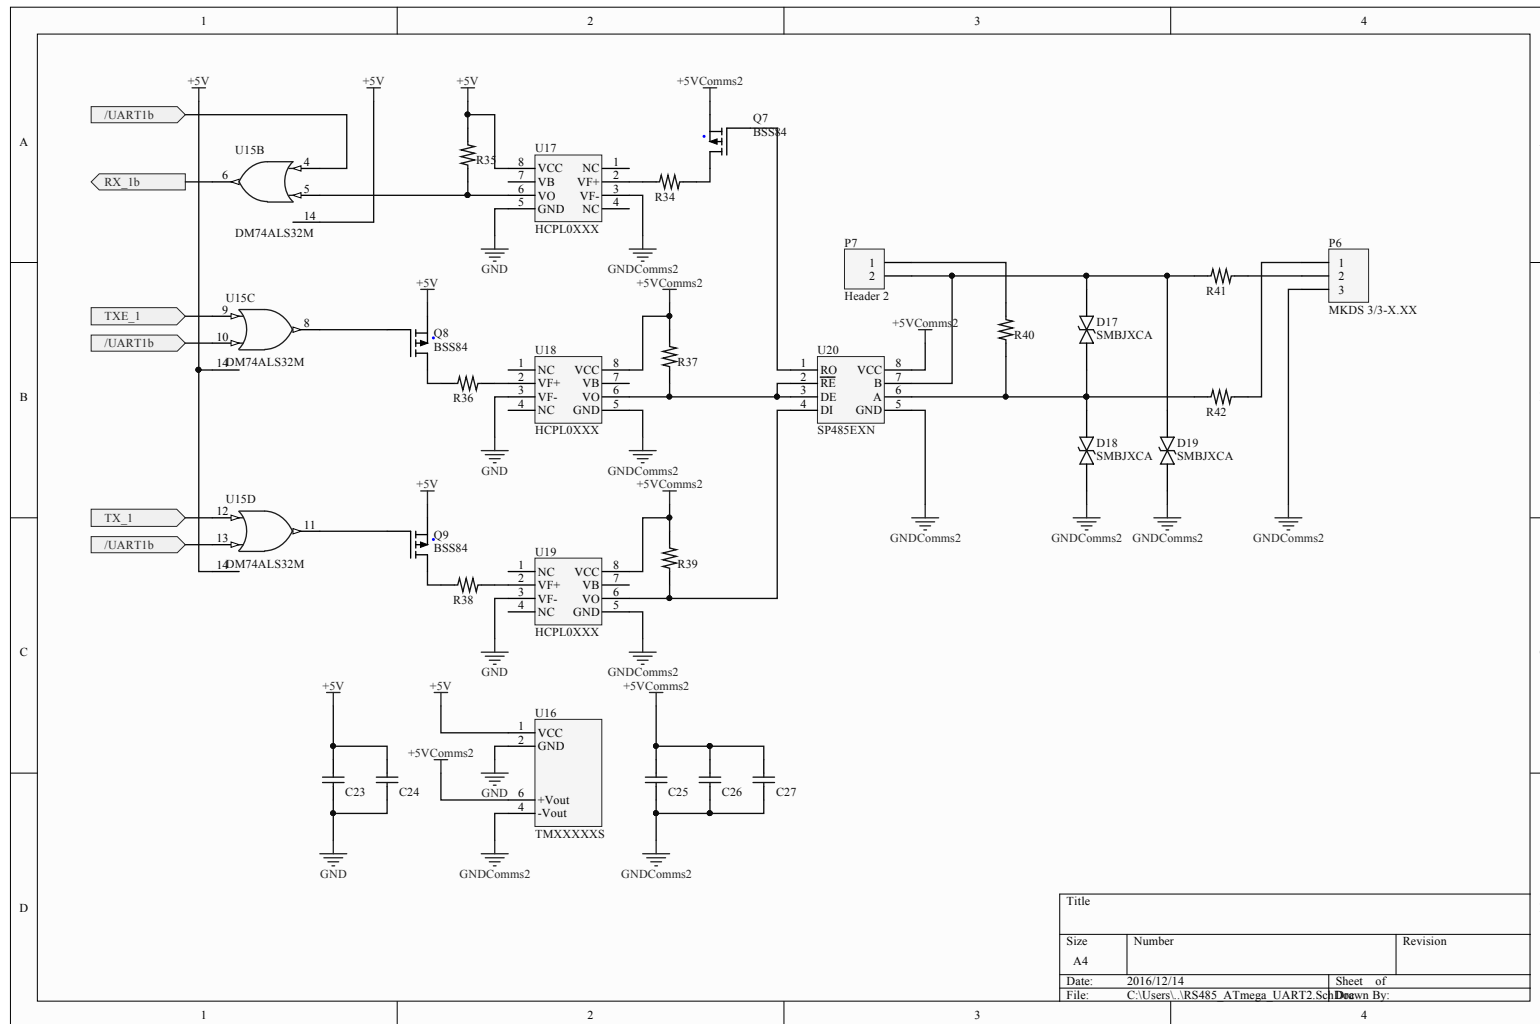 1 2 3 4
A
B
C
D
+5V
+5V
+5V
+5VComms2
/UART1b
RX_1b
U15B
6
4
5
14
DM74ALS32M
R35
U17
8 VCC NC 1
7 VB VF+ 2
6 VO VF- 3
5 GND NC 4
HCPL0XXX
GND
GNDComms2
R34
Q7
BSS84
+5V
TXE_1
/UART1b
U15C
9
10
8
14
DM74ALS32M
Q8
BSS84
R36
U18
1 NC VCC 8
2 VF+ VB 7
3 VF- VO 6
4 NC GND 5
HCPL0XXX
GND
GNDComms2
+5VComms2
R37
+5V
TX_1
/UART1b
U15D
12
13
11
14
DM74ALS32M
Q9
BSS84
R38
U19
1 NC VCC 8
2 VF+ VB 7
3 VF- VO 6
4 NC GND 5
HCPL0XXX
GND
GNDComms2
+5VComms2
R39
P7
1
2
Header 2
+5VComms2
R40
U20
1 RO VCC 8
2 RE B 7
3 DE A 6
4 DI GND 5
SP485EXN
GNDComms2
D17
SMBJXCA
D18
SMBJXCA
D19
SMBJXCA
GNDComms2
GNDComms2
R41
R42
P6
1
2
3
MKDS 3/3-X.XX
GNDComms2
+5V
C23
C24
GND
+5V
+5VComms2
U16
1 VCC
2 GND
GND
6 +Vout
4 -Vout
TMXXXXXS
GNDComms2
+5VComms2
C25
C26
C27
GNDComms2
Title
Size Number Revision
A4
Date: 2016/12/14 Sheet of
File: C:\Users\..\RS485_ATmega_UART2.SchDoc Drawn By:
1 2 3 4